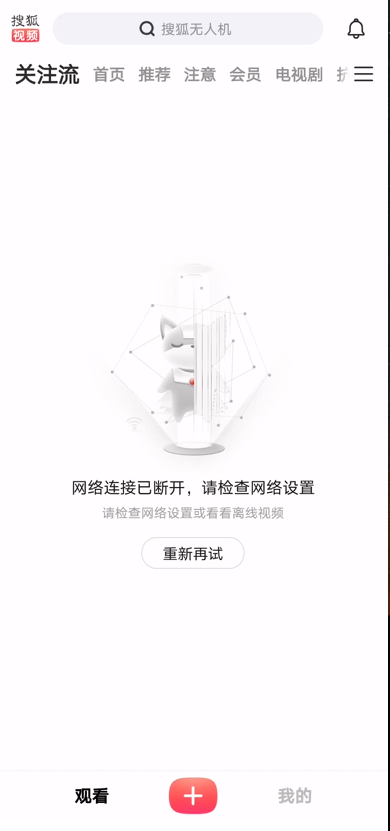 搜狐
视频
搜狐无人机
关注流 首页 推荐 注意 会员 电视剧
网络连接已断开，请检查网络设置
请检查网络设置或看看离线视频
重新再试
观看 我的